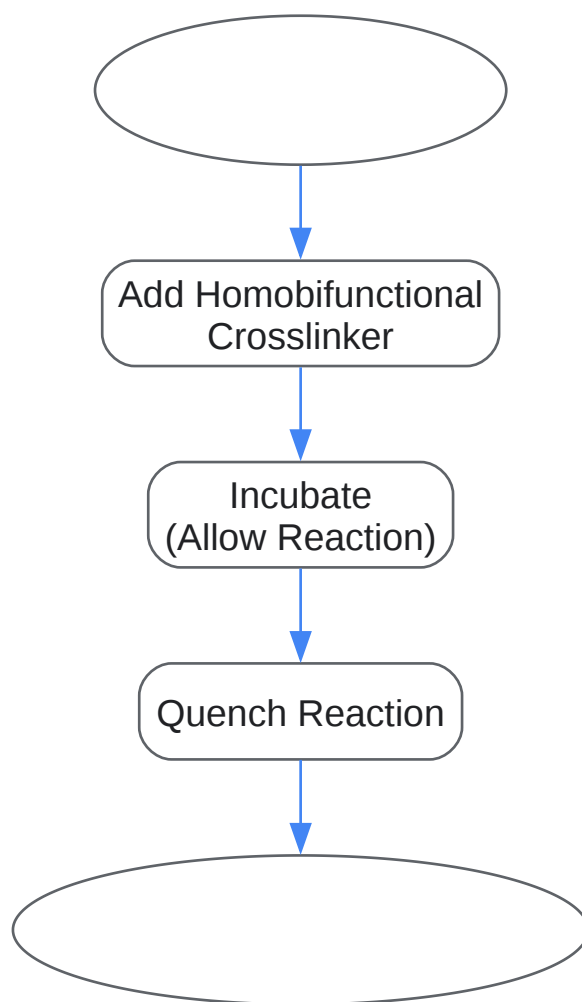 Add Homobifunctional
Crosslinker
Incubate
(Allow Reaction)
Quench Reaction